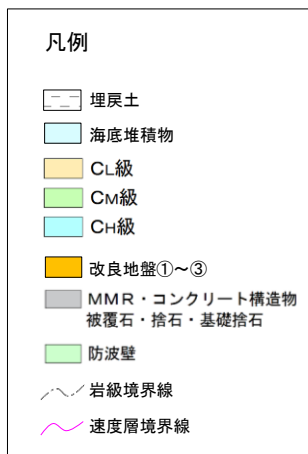 凡例
埋戻土
海底堆積物
CL級
CM級
CH級
改良地盤①～③
MMR・コンクリート構造物
被覆石・捨石・基礎捨石
防波壁
岩級境界線
速度層境界線